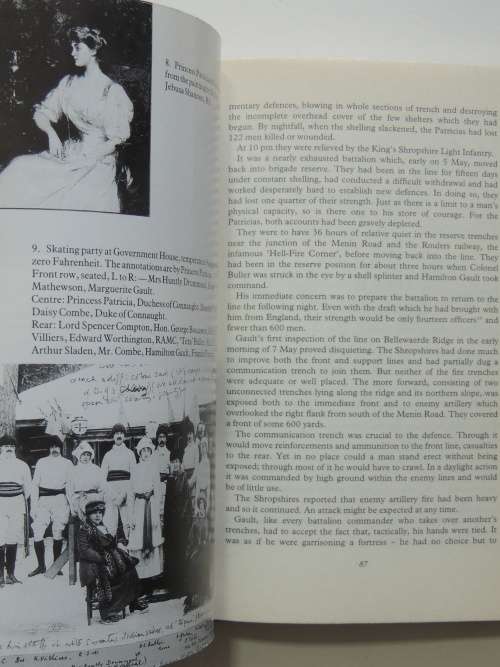 8. Princess Patricia
from the painting
Jebusa Shannon, R.A.
9. Skating party at Government House, temperature
zero Fahrenheit. The annotations are by Princess Patricia.
Front row, seated, L to R: — Mrs Huntly Drummond,
Mathewson, Marguerite Gault.
Centre: Princess Patricia, Duchess of Connaught,
Daisy Combe, Duke of Connaught.
Rear: Lord Spencer Compton, Hon. George
Villiers, Edward Worthington, RAMC, 'Teta'
Arthur Sladen, Mr. Combe, Hamilton Gault,
mentary defences, blowing in whole sections of trench and destroying
the incomplete overhead cover of the few shelters which they had
begun. By nightfall, when the shelling slackened, the Patricias had lost
122 men killed or wounded.
At 10 pm they were relieved by the King's Shropshire Light Infantry.
It was a nearly exhausted battalion which, early on 5 May, moved
back into brigade reserve. They had been in the line for fifteen days
under constant shelling, had conducted a difficult withdrawal and had
worked desperately hard to establish new defences. In doing so, they
had lost one quarter of their strength. Just as there is a limit to a man's
physical capacity, so is there one to his store of courage. For the
Patricias, both accounts had been gravely depleted.
They were to have 36 hours of relative quiet in the reserve trenches
near the junction of the Menin Road and the Roulers railway, the
infamous 'Hell-Fire Corner', before moving back into the line. They
had been in the reserve position for about three hours when Colonel
Buller was struck in the eye by a shell splinter and Hamilton Gault took
command.
His immediate concern was to prepare the battalion to return to
the line the following night. Even with the draft which he had brought with
him from England, their strength would be only fourteen officers and
fewer than 600 men.
Gault's first inspection of the line on Bellewaerde Ridge in the early
morning of 7 May proved disquieting. The Shropshires had done much
to improve both the front and support lines and had partially dug a
communication trench to join them. But neither of the fire trenches
were adequate or well placed. The more forward, consisting of two
unconnected trenches lying along the ridge and its northern slope, was
exposed both to the immediate front and to enemy artillery which
overlooked the right flank from south of the Menin Road. They covered
a front of some 600 yards.
The communication trench was crucial to the defence. Through it
would move reinforcements and ammunition to the front line, casualties
to the rear. Yet in no place could a man stand erect without being
exposed; through most of it he would have to crawl. In a daylight action
it was commanded by high ground within the enemy lines and would
be of little use.
The Shropshires reported that enemy artillery fire had been heavy
and so it continued. An attack might be expected at any time.
Gault, like every battalion commander who takes over another's
trenches, had to accept the fact that, tactically, his hands were tied. It
was as if he were garrisoning a fortress – he had no choice but to
87